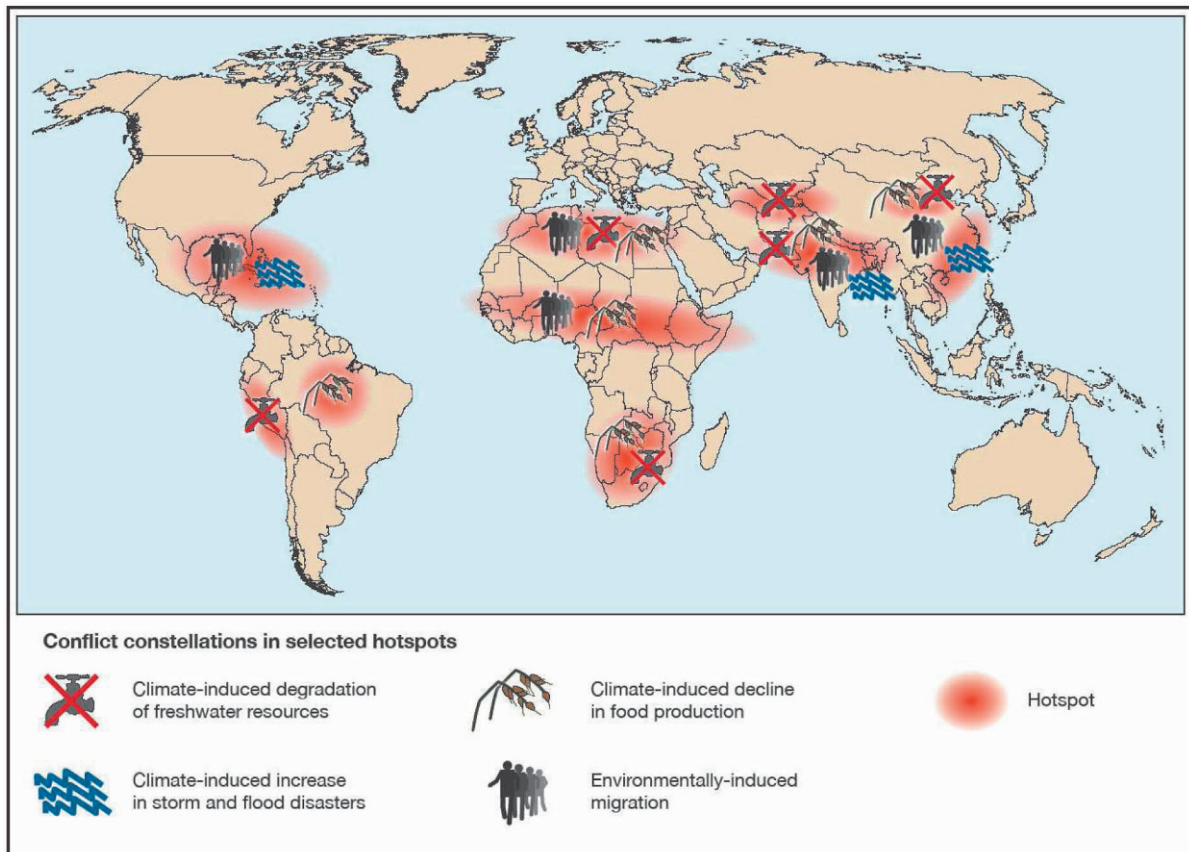 Conflict constellations in selected hotspots
Climate-induced degradation
of freshwater resources
Climate-induced decline
in food production
Hotspot
Climate-induced increase
in storm and flood disasters
Environmentally-induced
migration